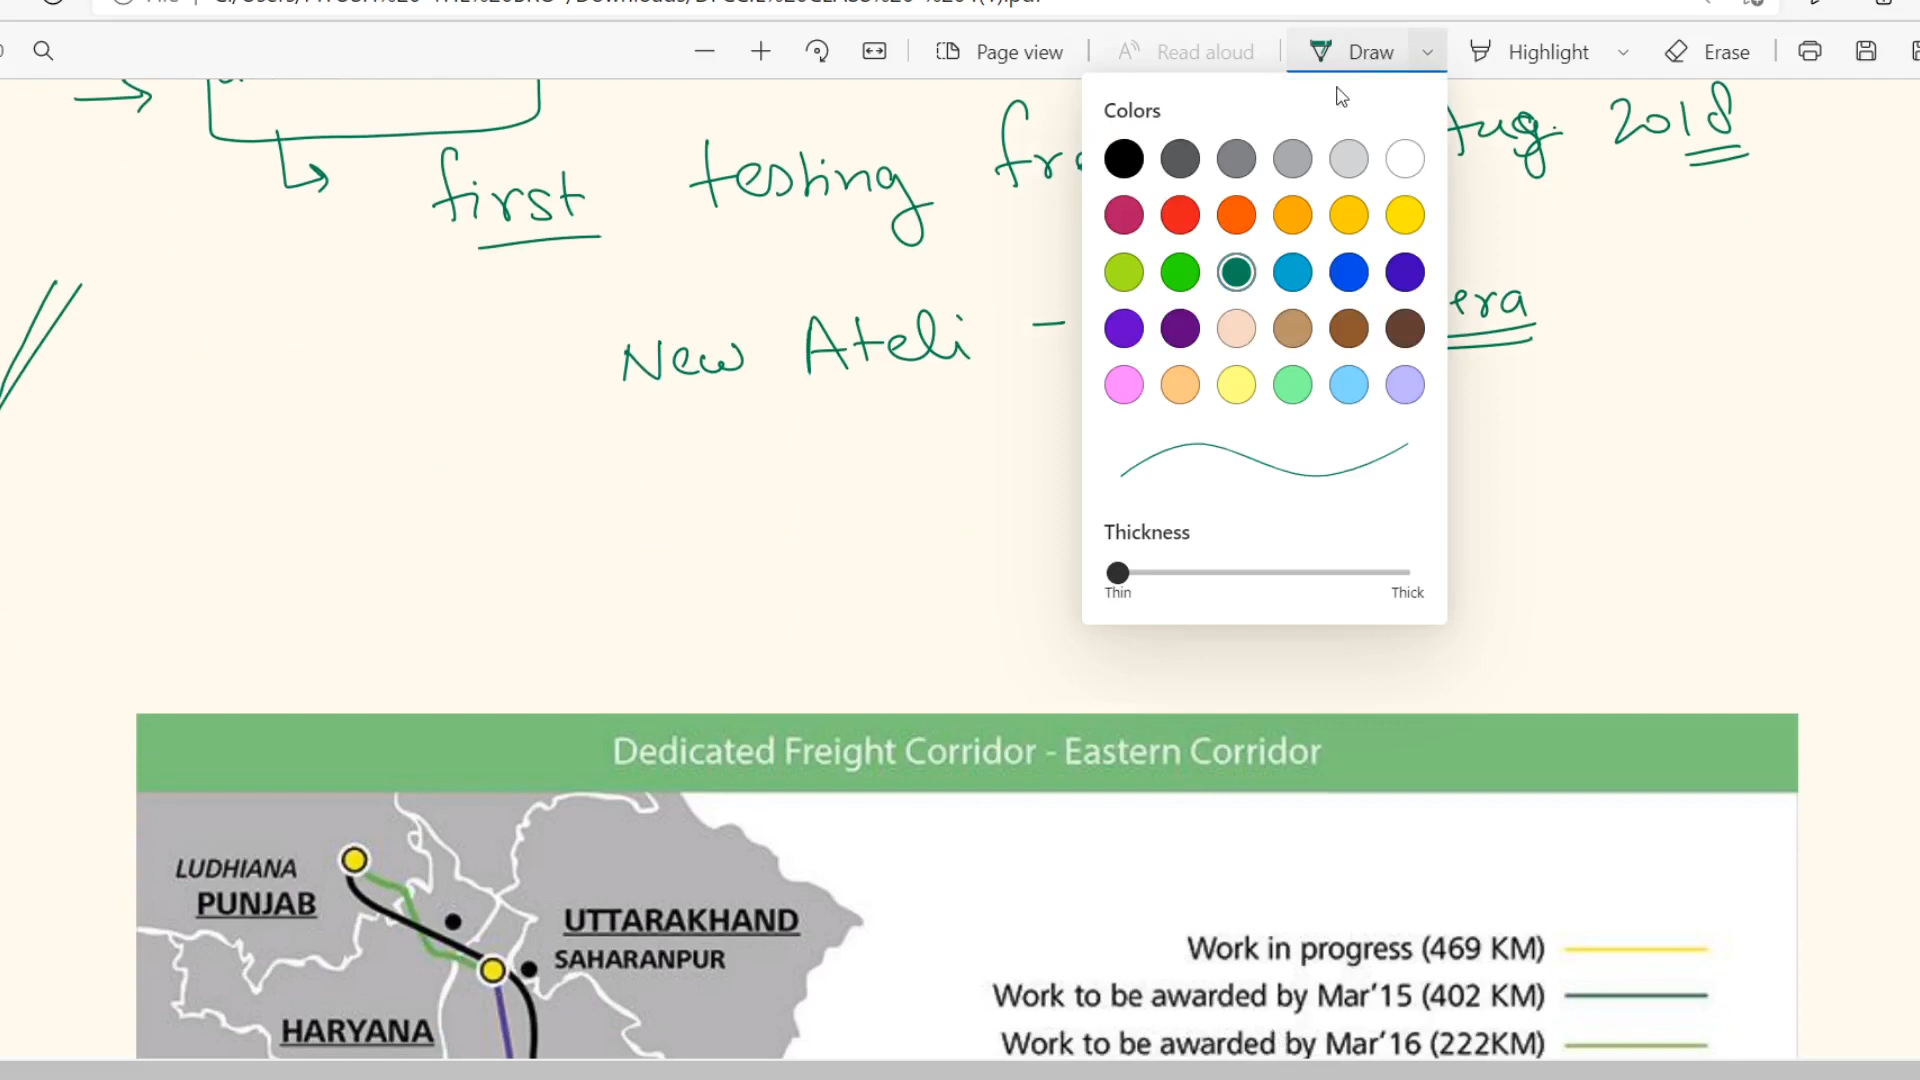 Page view Read aloud Draw Highlight Erase
Colors
Aug. 2018
first testing
New Ateli -
Thickness
Thin Thick
Dedicated Freight Corridor - Eastern Corridor
LUDHIANA
PUNJAB
UTTARAKHAND
SAHARANPUR
HARYANA
Work in progress (469 KM)
Work to be awarded by Mar'15 (402 KM)
Work to be awarded by Mar'16 (222KM)